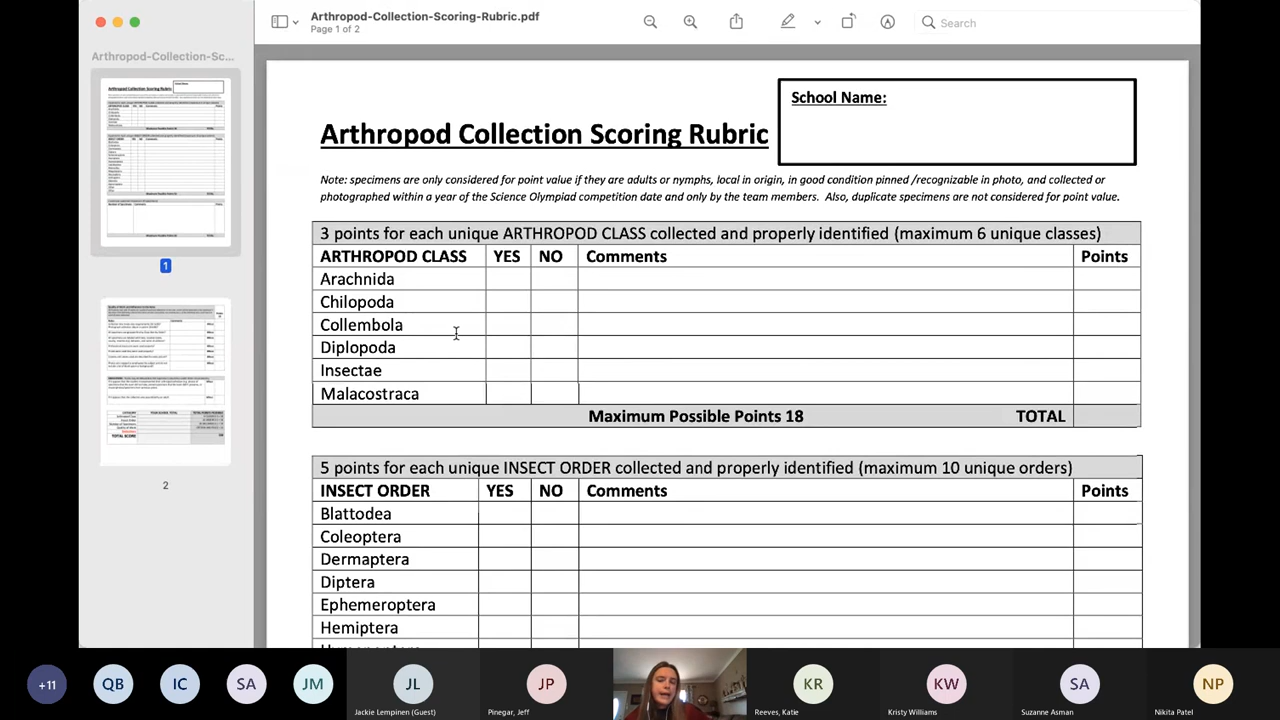 Arthropod-Collection-Scoring-Rubric.pdf
Page 1 of 2
Search
Arthropod-Collection-Sc...
1
2
School Name:
Arthropod Collection Scoring Rubric
Note: specimens are only considered for points value if they are adults or nymphs, local in origin, in good condition pinned /recognizable in photo, and collected or
photographed within a year of the Science Olympiad competition date and only by the team members. Also, duplicate specimens are not considered for point value.
3 points for each unique ARTHROPOD CLASS collected and properly identified (maximum 6 unique classes)
ARTHROPOD CLASS YES NO Comments Points
Arachnida
Chilopoda
Collembola
Diplopoda
Insectae
Malacostraca
Maximum Possible Points 18 TOTAL
5 points for each unique INSECT ORDER collected and properly identified (maximum 10 unique orders)
INSECT ORDER YES NO Comments Points
Blattodea
Coleoptera
Dermaptera
Diptera
Ephemeroptera
Hemiptera
+11 QB IC SA JM JL JP KR KW SA NP
Jackie Lempinen (Guest) Pinegar, Jeff Reeves, Katie Kristy Williams Suzanne Asman Nikita Patel